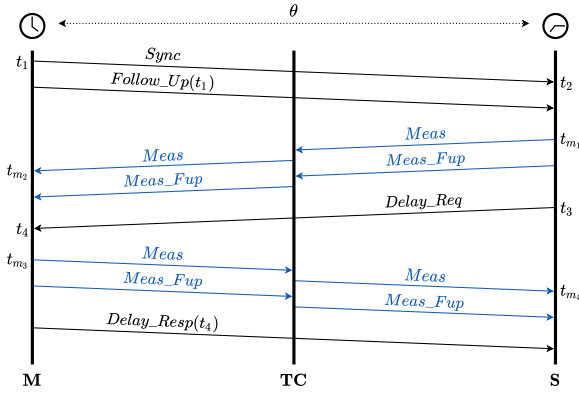 θ
Sync
t₁
Follow_Up(t₁)
t₂
Meas
tₘ₁
Meas
Meas_Fup
tₘ₂
Meas_Fup
Delay_Req
t₃
t₄
Meas
tₘ₃
Meas
Meas_Fup
tₘ₄
Meas_Fup
Delay_Resp(t₄)
M TC S